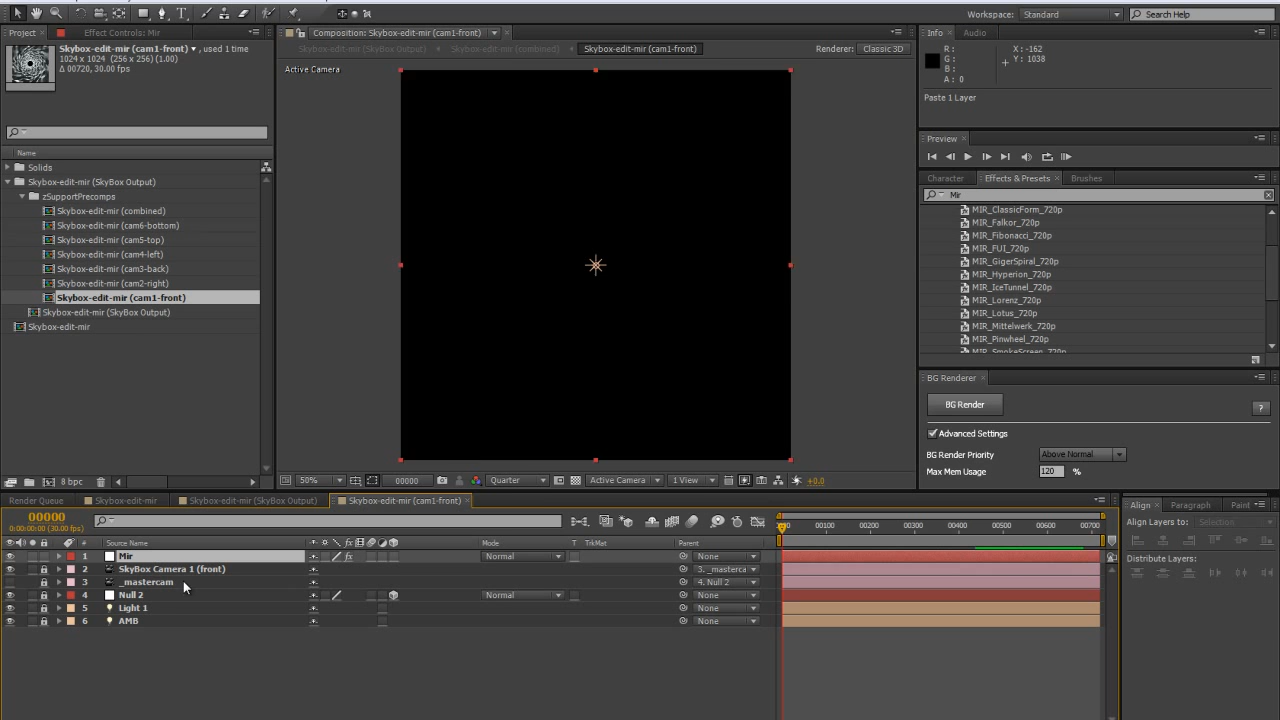 Workspace: Standard
Search Help
Project
Effect Controls: Mir
Skybox-edit-mir (cam1-front) , used 1 time
1024 x 1024 (256 x 256) (1.00)
Δ 00720, 30.00 fps
Name
Solids
Skybox-edit-mir (SkyBox Output)
zSupportPrecomps
Skybox-edit-mir (combined)
Skybox-edit-mir (cam6-bottom)
Skybox-edit-mir (cam5-top)
Skybox-edit-mir (cam4-left)
Skybox-edit-mir (cam3-back)
Skybox-edit-mir (cam2-right)
Skybox-edit-mir (cam1-front)
Skybox-edit-mir (SkyBox Output)
Skybox-edit-mir
8 bpc
Composition: Skybox-edit-mir (cam1-front)
Skybox-edit-mir (SkyBox Output)
Skybox-edit-mir (combined)
Skybox-edit-mir (cam1-front)
Renderer: Classic 3D
Active Camera
50%
00000
Quarter
Active Camera
1 View
+0.0
Info
Audio
R :
G :
B :
A : 0
X : -162
Y : 1038
Paste 1 Layer
Preview
Character
Effects & Presets
Brushes
Mir
MIR_ClassicForm_720p
MIR_Falkor_720p
MIR_Fibonacci_720p
MIR_FUI_720p
MIR_GigerSpiral_720p
MIR_Hyperion_720p
MIR_IceTunnel_720p
MIR_Lorenz_720p
MIR_Lotus_720p
MIR_Mittelwerk_720p
MIR_Pinwheel_720p
MIR_SmokeScreen_720p
BG Renderer
BG Render
?
Advanced Settings
BG Render Priority
Above Normal
Max Mem Usage
120
%
Render Queue
Skybox-edit-mir
Skybox-edit-mir (SkyBox Output)
Skybox-edit-mir (cam1-front)
00000
0:00:00:00 (30.00 fps)
# Source Name
Mode
T TrkMat
Parent
1 Mir Normal None
2 SkyBox Camera 1 (front) 3. _masterca
3 _mastercam 4. Null 2
4 Null 2 Normal None
5 Light 1 None
6 AMB None
00100 00200 00300 00400 00500 00600 00700
Align
Paragraph
Paint
Align Layers to: Selection
Distribute Layers: